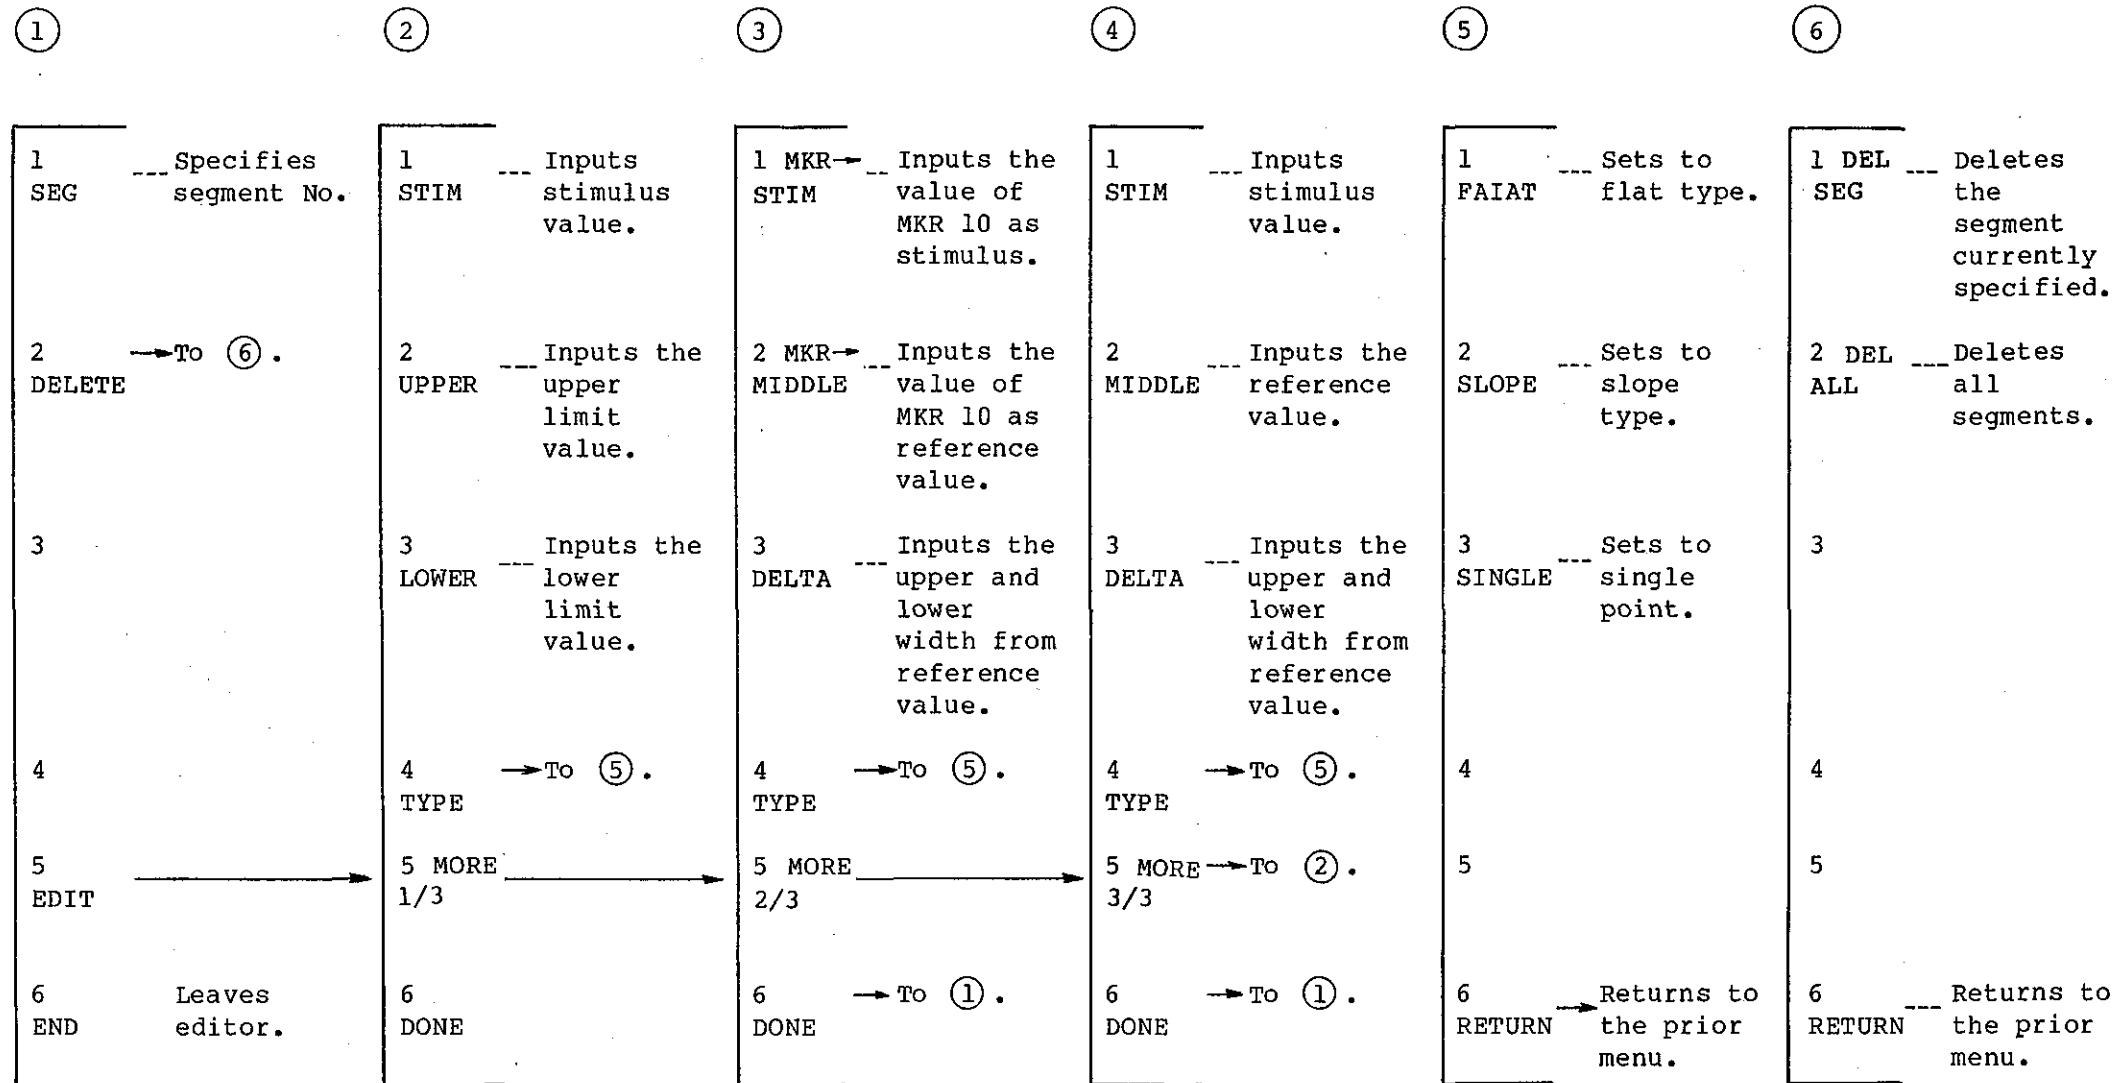 1
2
3
4
5
6
1
SEG
--- Specifies
segment No.
2
DELETE
→To 6.
3
4
5
EDIT
6
END
Leaves
editor.
1
STIM
--- Inputs
stimulus
value.
2
UPPER
--- Inputs the
upper
limit
value.
3
LOWER
--- Inputs the
lower
limit
value.
4
TYPE
→To 5.
5 MORE
1/3
6
DONE
1 MKR→
STIM
-- Inputs the
value of
MKR 10 as
stimulus.
2 MKR→
MIDDLE
--- Inputs the
value of
MKR 10 as
reference
value.
3
DELTA
--- Inputs the
upper and
lower
width from
reference
value.
4
TYPE
→To 5.
5 MORE
2/3
6
DONE
→To 1.
1
STIM
--- Inputs
stimulus
value.
2
MIDDLE
--- Inputs the
reference
value.
3
DELTA
--- Inputs the
upper and
lower
width from
reference
value.
4
TYPE
→To 5.
5 MORE
3/3
→To 2.
6
DONE
→To 1.
1
FAIAT
--- Sets to
flat type.
2
SLOPE
--- Sets to
slope
type.
3
SINGLE
--- Sets to
single
point.
4
5
6
RETURN
→Returns to
the prior
menu.
1 DEL
SEG
--- Deletes
the
segment
currently
specified.
2 DEL
ALL
--- Deletes
all
segments.
3
4
5
6
RETURN
--- Returns to
the prior
menu.